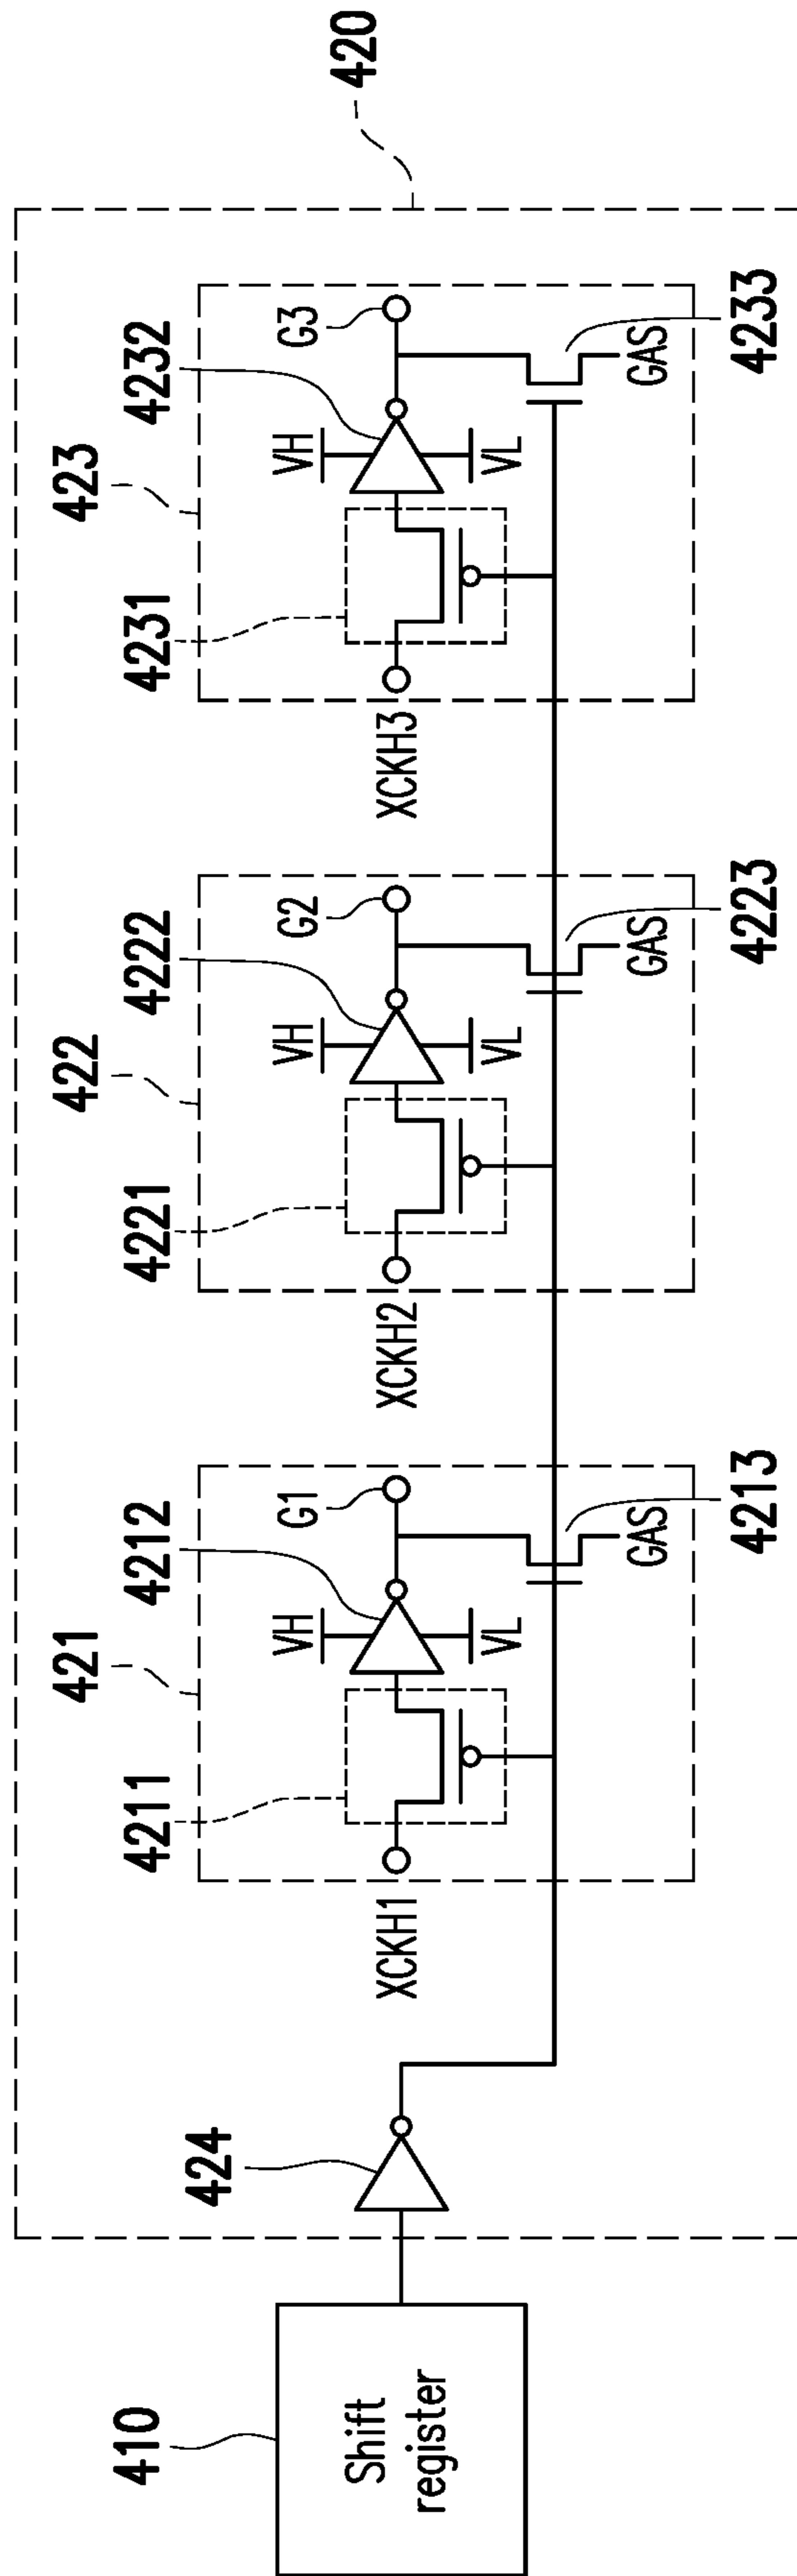 420
421
422
423
4211
4212
4221
4222
4231
4232
410
424
VH
G1
VH
G2
VH
G3
Shift
register
XCKH1
XCKH2
XCKH3
VL
VL
VL
GAS
GAS
GAS
4213
4223
4233